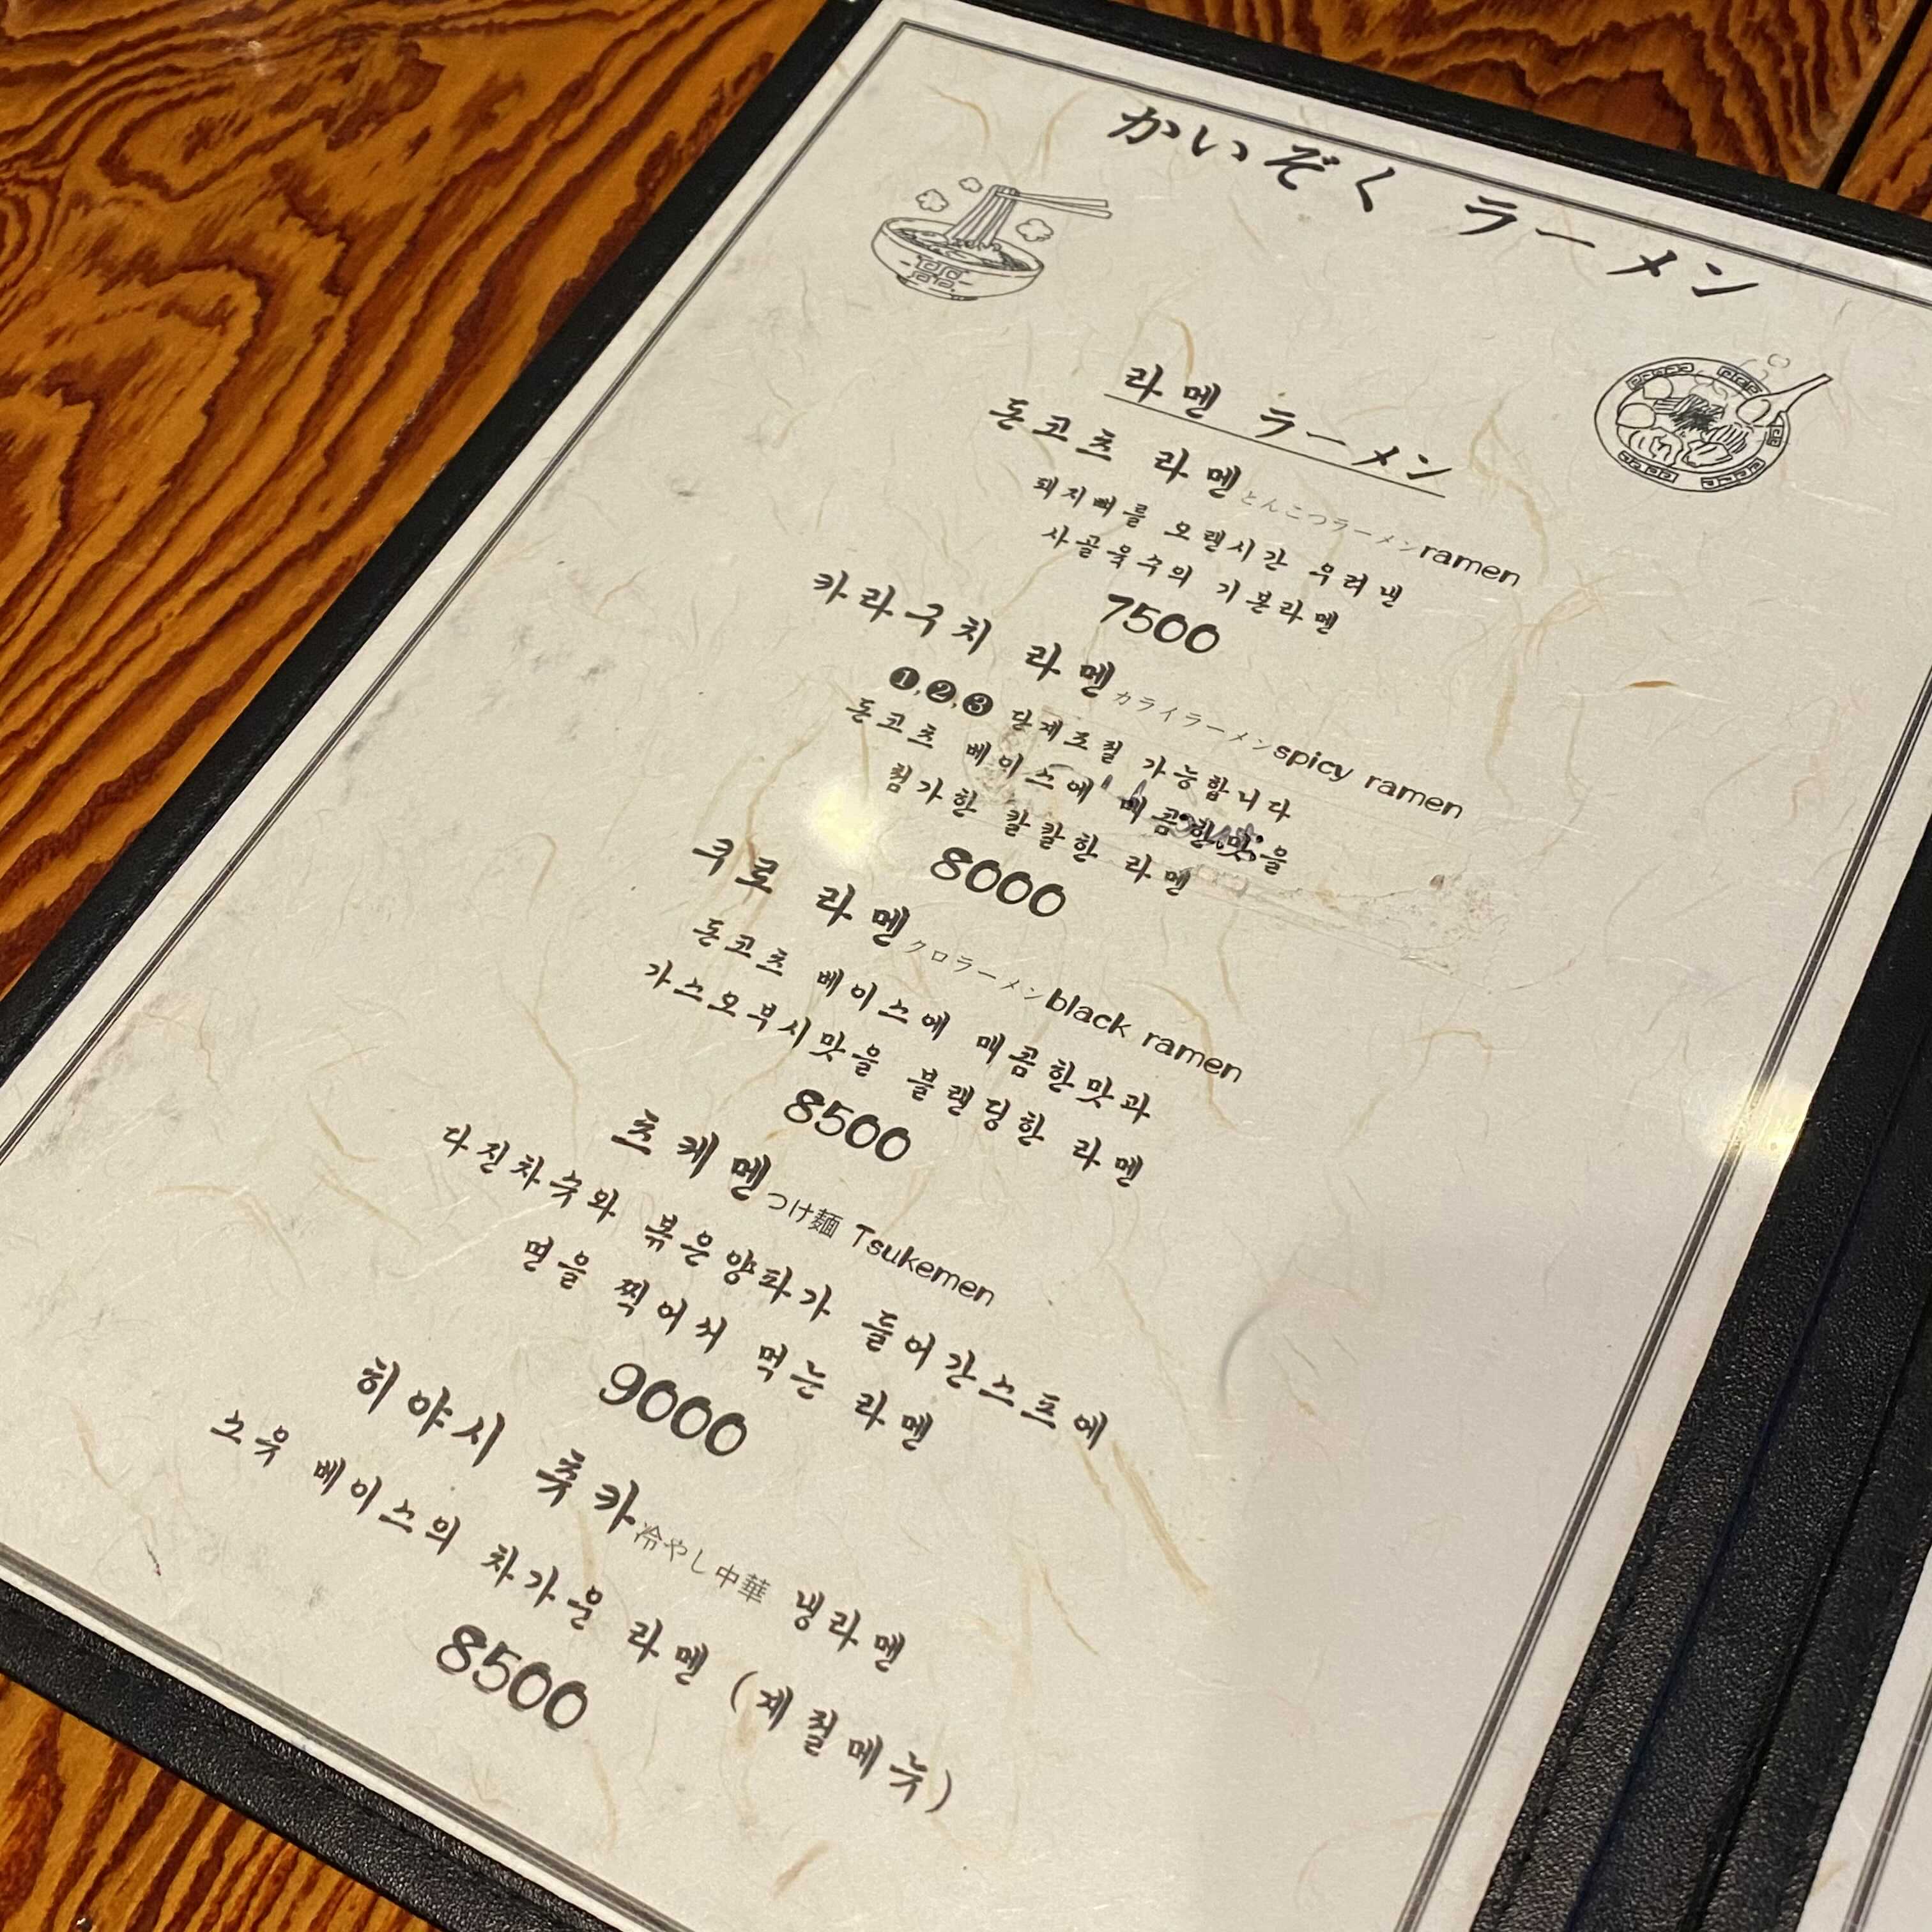 かいぞく ラーメン
라멘 ラーメン
돈코츠 라멘とんこつラーメンramen
돼지뼈를 오랜시간 우려낸
사골육수의 기본라멘
7500
카라구치 라멘カライラーメンspicy ramen
❶,❷,❸ 단계조절 가능합니다
돈코츠 베이스에 매콤한맛을
첨가한 칼칼한 라멘
8000
쿠로 라멘クロラーメンblack ramen
돈코츠 베이스에 매콤한맛과
가스오부시맛을 블랜딩한 라멘
8500
츠케멘つけ麺 Tsukemen
다진차슈와 볶은양파가 들어간스프에
면을 찍어서 먹는 라멘
9000
히야시 츄카冷やし中華 냉라멘
쇼유 베이스의 차가운 라멘 (계절메뉴)
8500